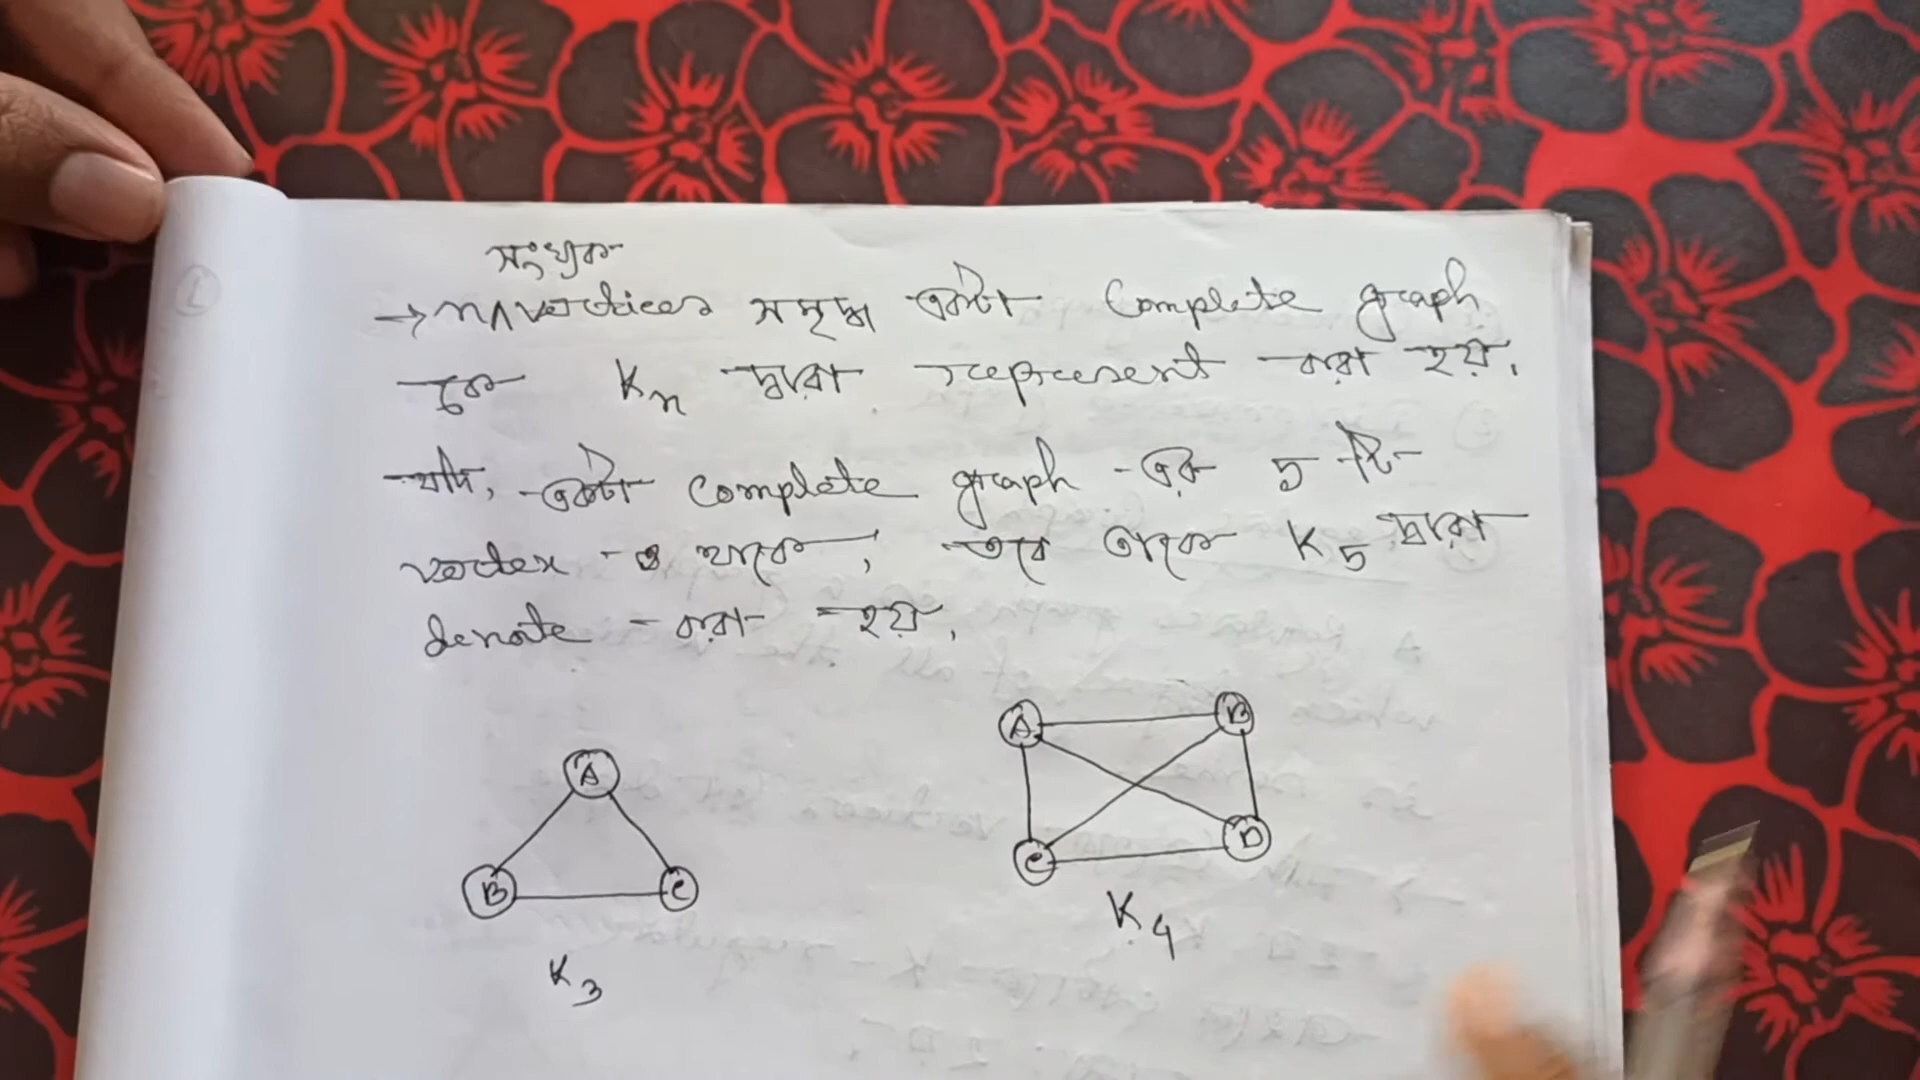 সংখ্যক
→ n∧vertices সমৃদ্ধ একটা Complete graph
কে Kn দ্বারা represent করা হয়.
যদি, একটা complete graph এর 5 টি
vertex ও থাকে, তবে তাকে K5 দ্বারা
denote করা হয়.
A B
A
C D
B C
K4
K3